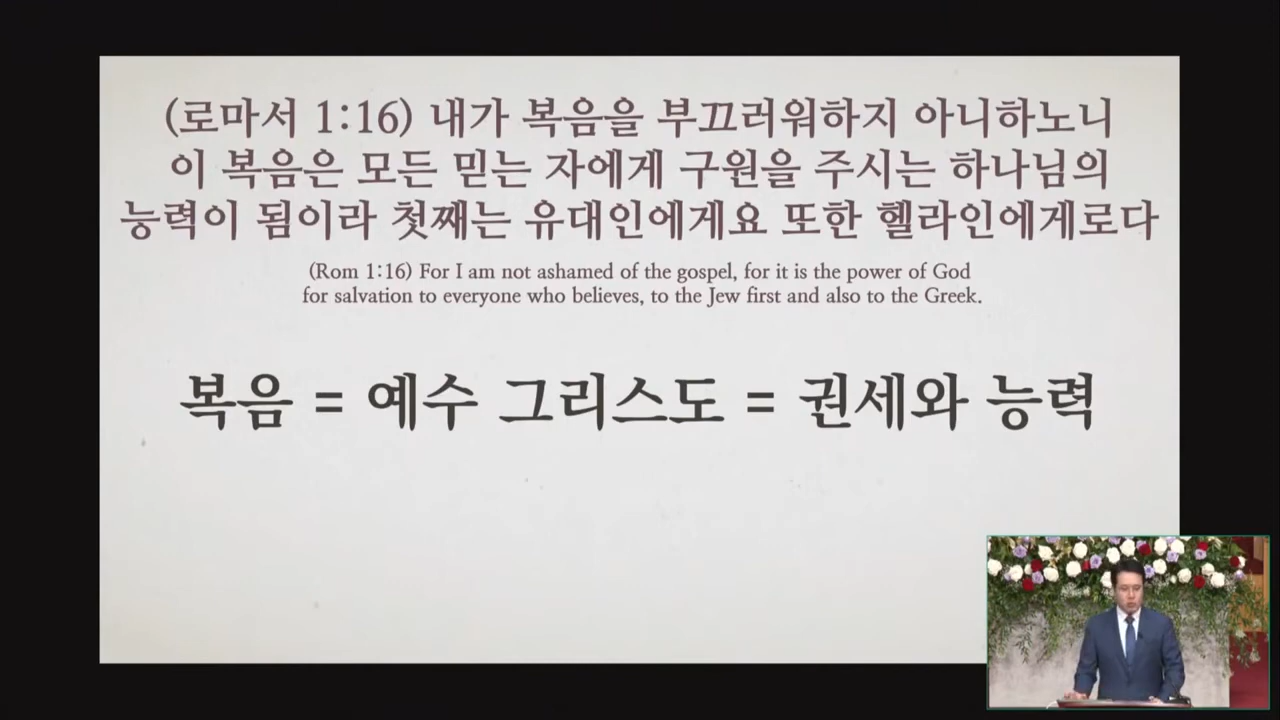 (로마서 1:16) 내가 복음을 부끄러워하지 아니하노니
이 복음은 모든 믿는 자에게 구원을 주시는 하나님의
능력이 됨이라 첫째는 유대인에게요 또한 헬라인에게로다
(Rom 1:16) For I am not ashamed of the gospel, for it is the power of God
for salvation to everyone who believes, to the Jew first and also to the Greek.
복음 = 예수 그리스도 = 권세와 능력